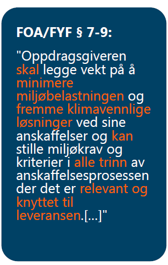 FOA/FYF § 7-9:
"Oppdragsgiveren
skal legge vekt på å
minimere
miljøbelastningen og
fremme klimavennlige
løsninger ved sine
anskaffelser og kan
stille miljøkrav og
kriterier i alle trinn av
anskaffelsesprosessen
der det er relevant og
knyttet til
leveransen.[...]"